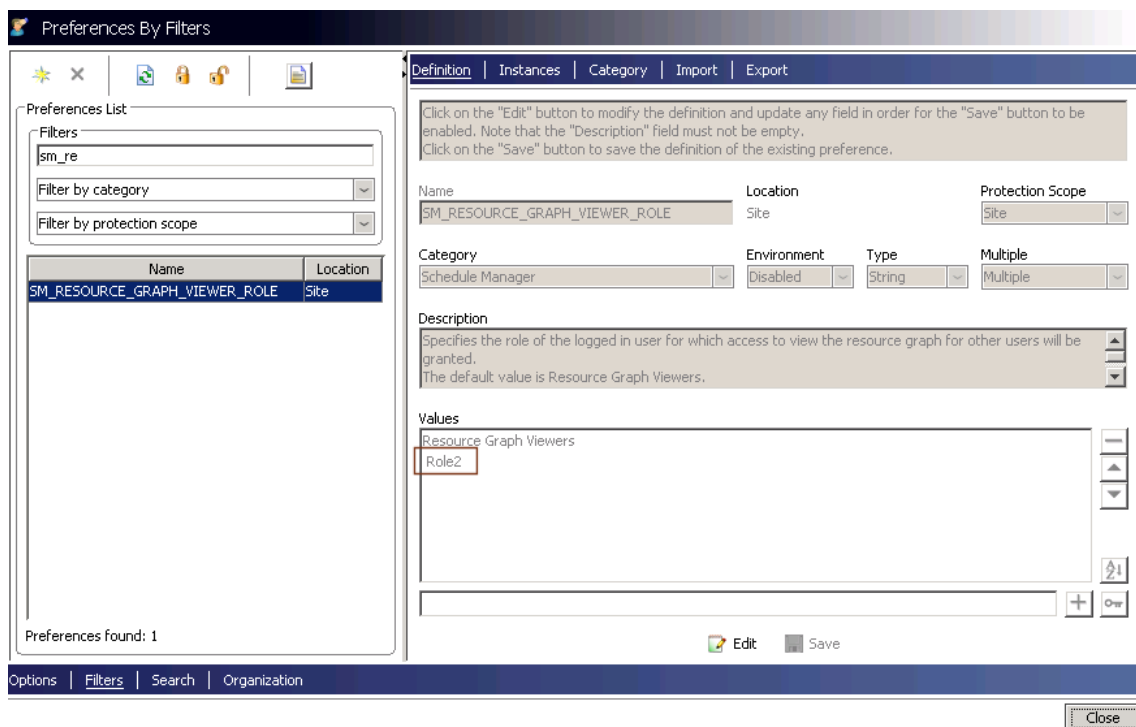 Preferences By Filters
Preferences List
Filters
sm_re
Filter by category
Filter by protection scope
Name Location
SM_RESOURCE_GRAPH_VIEWER_ROLE Site
Preferences found: 1
Definition | Instances | Category | Import | Export
Click on the "Edit" button to modify the definition and update any field in order for the "Save" button to be
enabled. Note that the "Description" field must not be empty.
Click on the "Save" button to save the definition of the existing preference.
Name Location Protection Scope
SM_RESOURCE_GRAPH_VIEWER_ROLE Site Site
Category Environment Type Multiple
Schedule Manager Disabled String Multiple
Description
Specifies the role of the logged in user for which access to view the resource graph for other users will be
granted.
The default value is Resource Graph Viewers.
Values
Resource Graph Viewers
Role2
Edit Save
Options | Filters | Search | Organization
Close